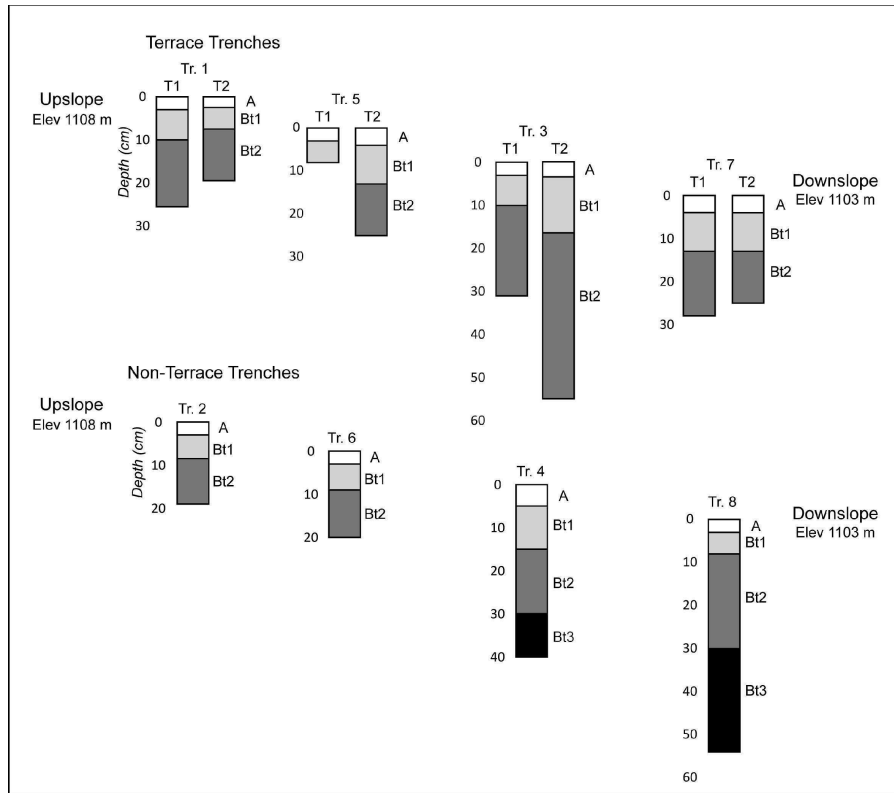 Terrace Trenches
Tr. 1
T1 T2
Upslope
Elev 1108 m
Depth (cm)
0
10
20
30
A
Bt1
Bt2
Tr. 5
T1 T2
0
10
20
30
A
Bt1
Bt2
Tr. 3
T1 T2
0
10
20
30
40
50
60
A
Bt1
Bt2
Tr. 7
T1 T2
0
10
20
30
A
Bt1
Bt2
Downslope
Elev 1103 m
Non-Terrace Trenches
Upslope
Elev 1108 m
Tr. 2
Depth (cm)
0
10
20
A
Bt1
Bt2
Tr. 6
0
10
20
A
Bt1
Bt2
Tr. 4
0
10
20
30
40
A
Bt1
Bt2
Bt3
Tr. 8
0
10
20
30
40
50
60
A
Bt1
Bt2
Bt3
Downslope
Elev 1103 m